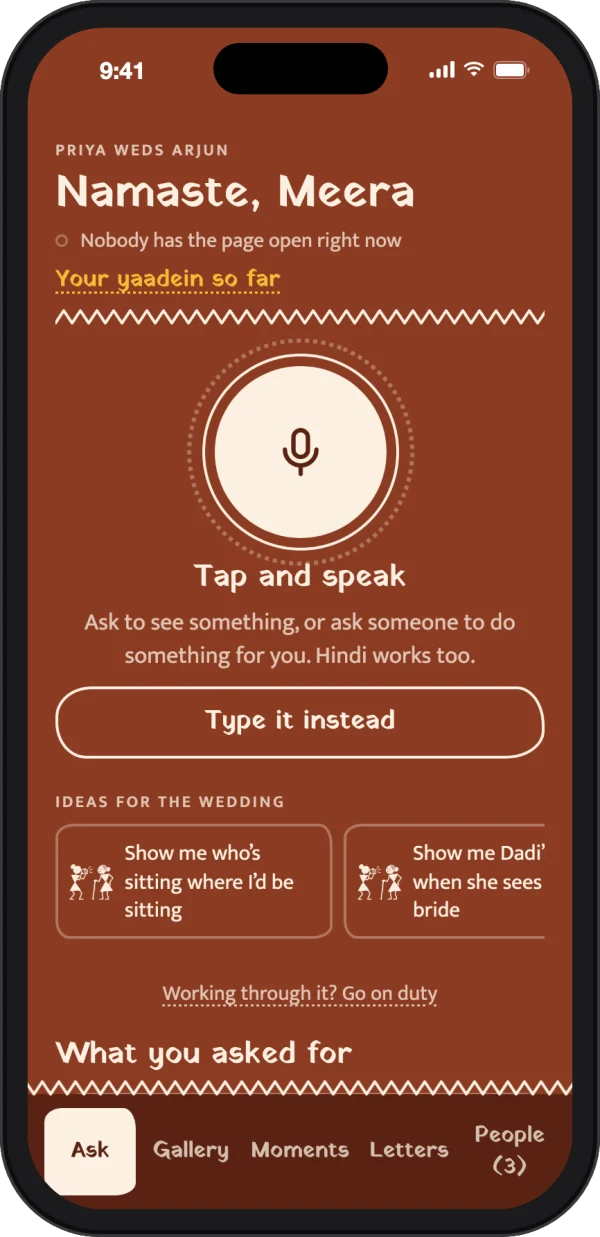 9:41
PRIYA WEDS ARJUN
Namaste, Meera
Nobody has the page open right now
Your yaadein so far
Tap and speak
Ask to see something, or ask someone to do
something for you. Hindi works too.
Type it instead
IDEAS FOR THE WEDDING
Show me who’s
sitting where I’d be
sitting
Show me Dadi’
when she sees
bride
Working through it? Go on duty
What you asked for
Ask
Gallery
Moments
Letters
People
(3)